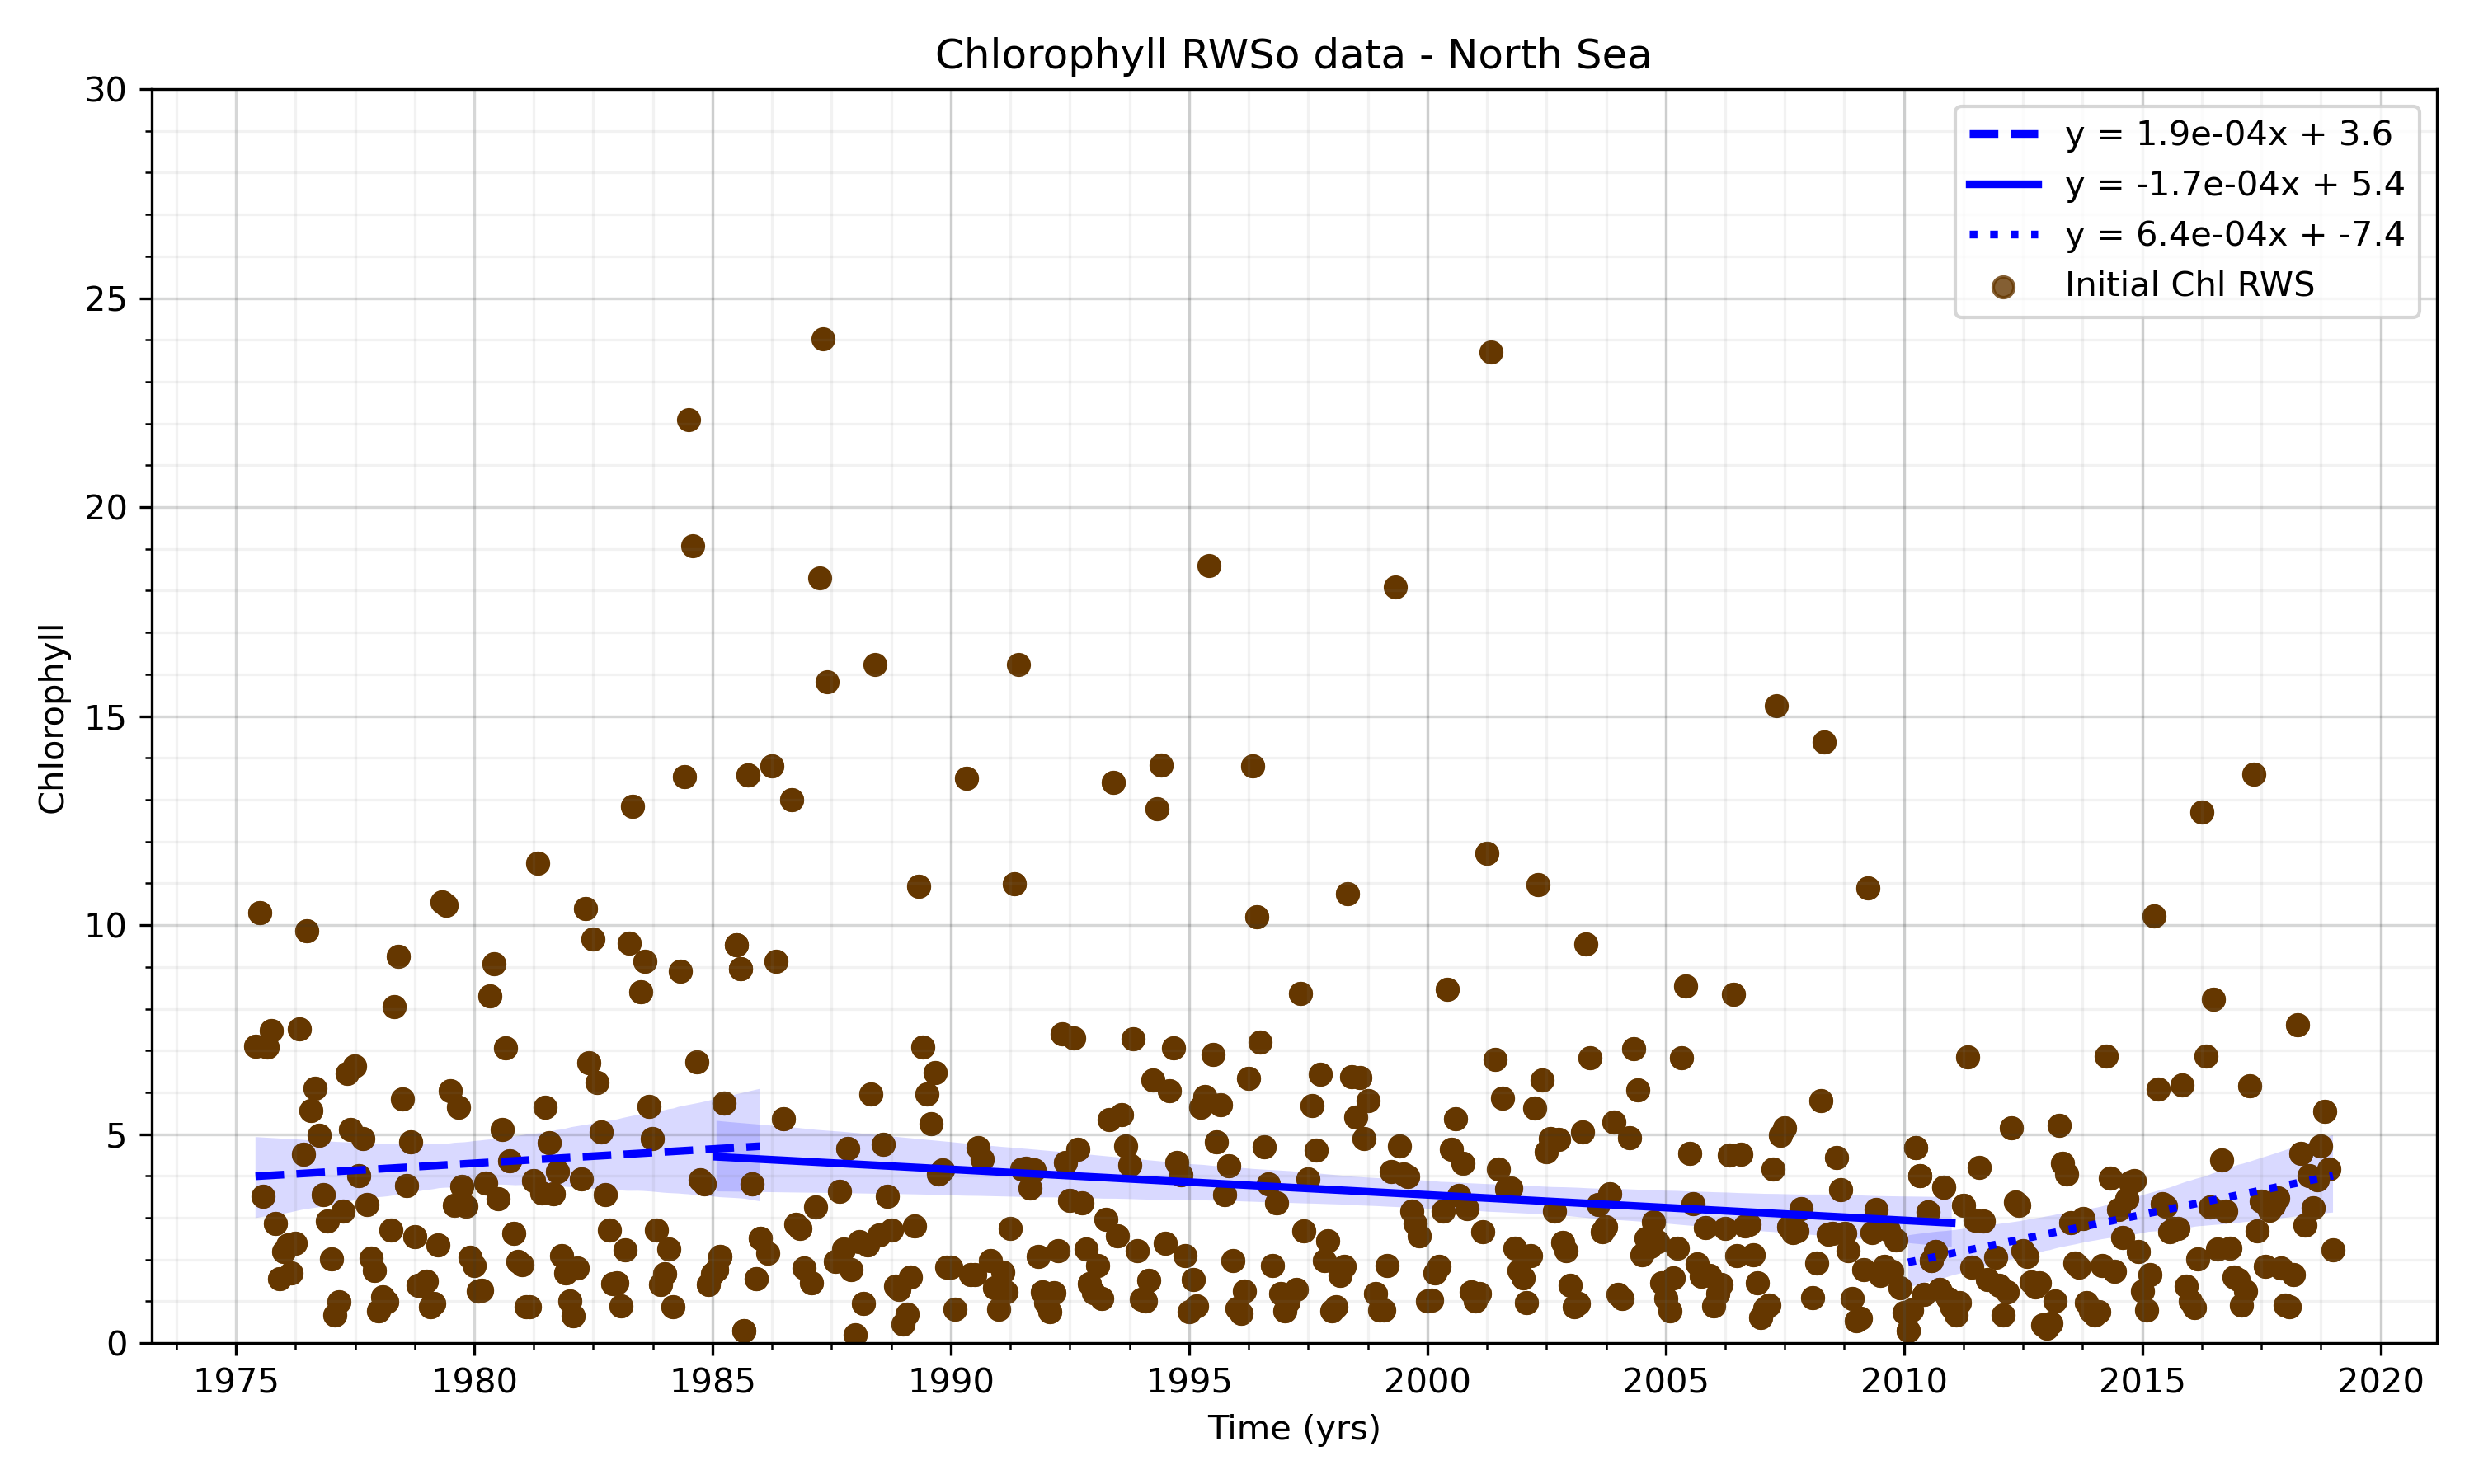 Chlorophyll RWSo data - North Sea
y = 1.9e-04x + 3.6
y = -1.7e-04x + 5.4
y = 6.4e-04x + -7.4
Initial Chl RWS
30
25
20
15
10
5
0
Chlorophyll
1975 1980 1985 1990 1995 2000 2005 2010 2015 2020
Time (yrs)